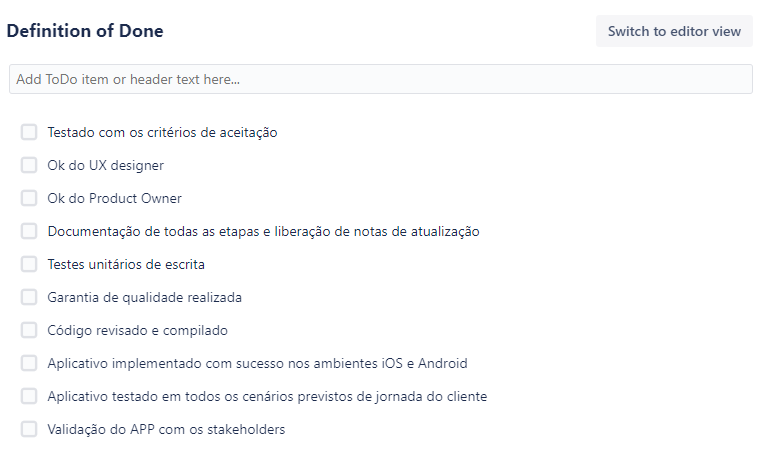 Definition of Done
Switch to editor view
Add ToDo item or header text here...
Testado com os critérios de aceitação
Ok do UX designer
Ok do Product Owner
Documentação de todas as etapas e liberação de notas de atualização
Testes unitários de escrita
Garantia de qualidade realizada
Código revisado e compilado
Aplicativo implementado com sucesso nos ambientes iOS e Android
Aplicativo testado em todos os cenários previstos de jornada do cliente
Validação do APP com os stakeholders